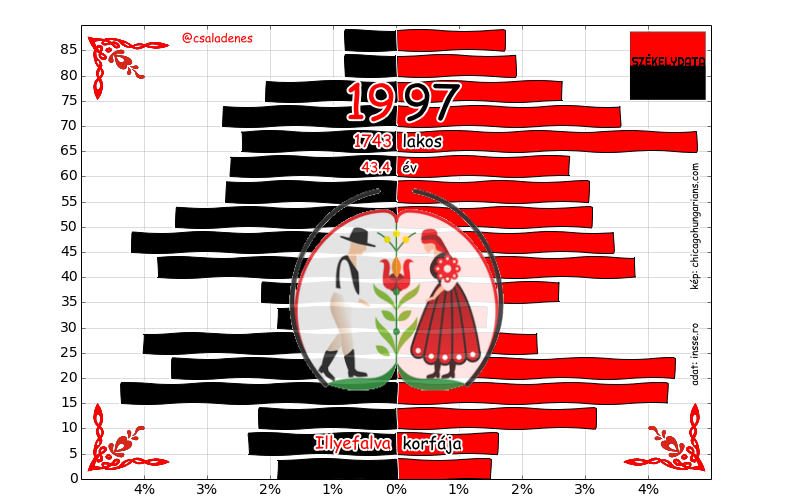 @csaladenes
SZÉKELYDATA
1997
1743 lakos
43.4 év
kép: chicagohungarians.com
adat: insse.ro
Illyefalva korfája
85
80
75
70
65
60
55
50
45
40
35
30
25
20
15
10
5
0
4% 3% 2% 1% 0% 1% 2% 3% 4%